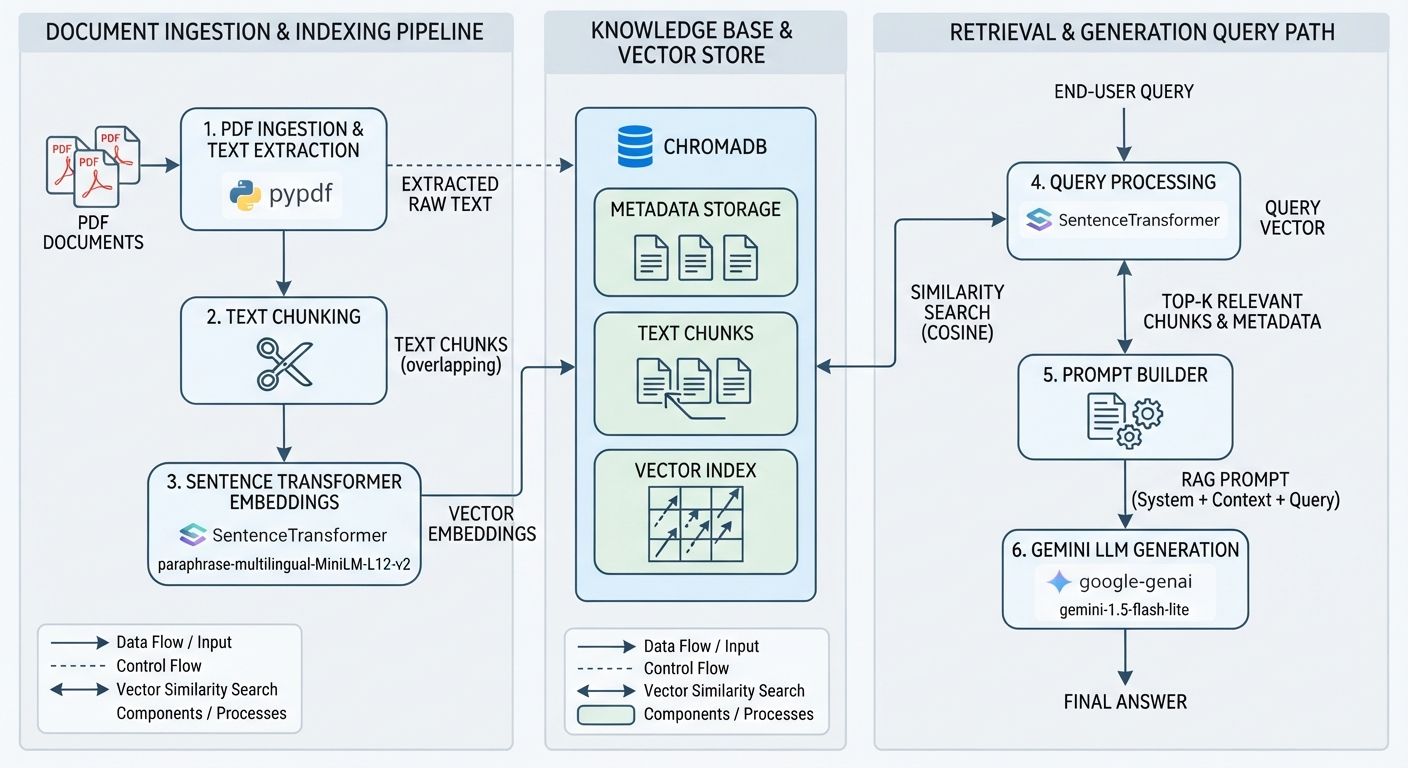 DOCUMENT INGESTION & INDEXING PIPELINE
PDF
PDF
PDF
PDF
DOCUMENTS
1. PDF INGESTION &
TEXT EXTRACTION
pypdf
EXTRACTED
RAW TEXT
2. TEXT CHUNKING
TEXT CHUNKS
(overlapping)
3. SENTENCE TRANSFORMER
EMBEDDINGS
SentenceTransformer
paraphrase-multilingual-MiniLM-L12-v2
VECTOR
EMBEDDINGS
Data Flow / Input
Control Flow
Vector Similarity Search
Components / Processes
KNOWLEDGE BASE &
VECTOR STORE
CHROMADB
METADATA STORAGE
TEXT CHUNKS
VECTOR INDEX
Data Flow / Input
Control Flow
Vector Similarity Search
Components / Processes
RETRIEVAL & GENERATION QUERY PATH
END-USER QUERY
4. QUERY PROCESSING
SentenceTransformer
QUERY
VECTOR
SIMILARITY
SEARCH
(COSINE)
TOP-K RELEVANT
CHUNKS & METADATA
5. PROMPT BUILDER
RAG PROMPT
(System + Context + Query)
6. GEMINI LLM GENERATION
google-genai
gemini-1.5-flash-lite
FINAL ANSWER